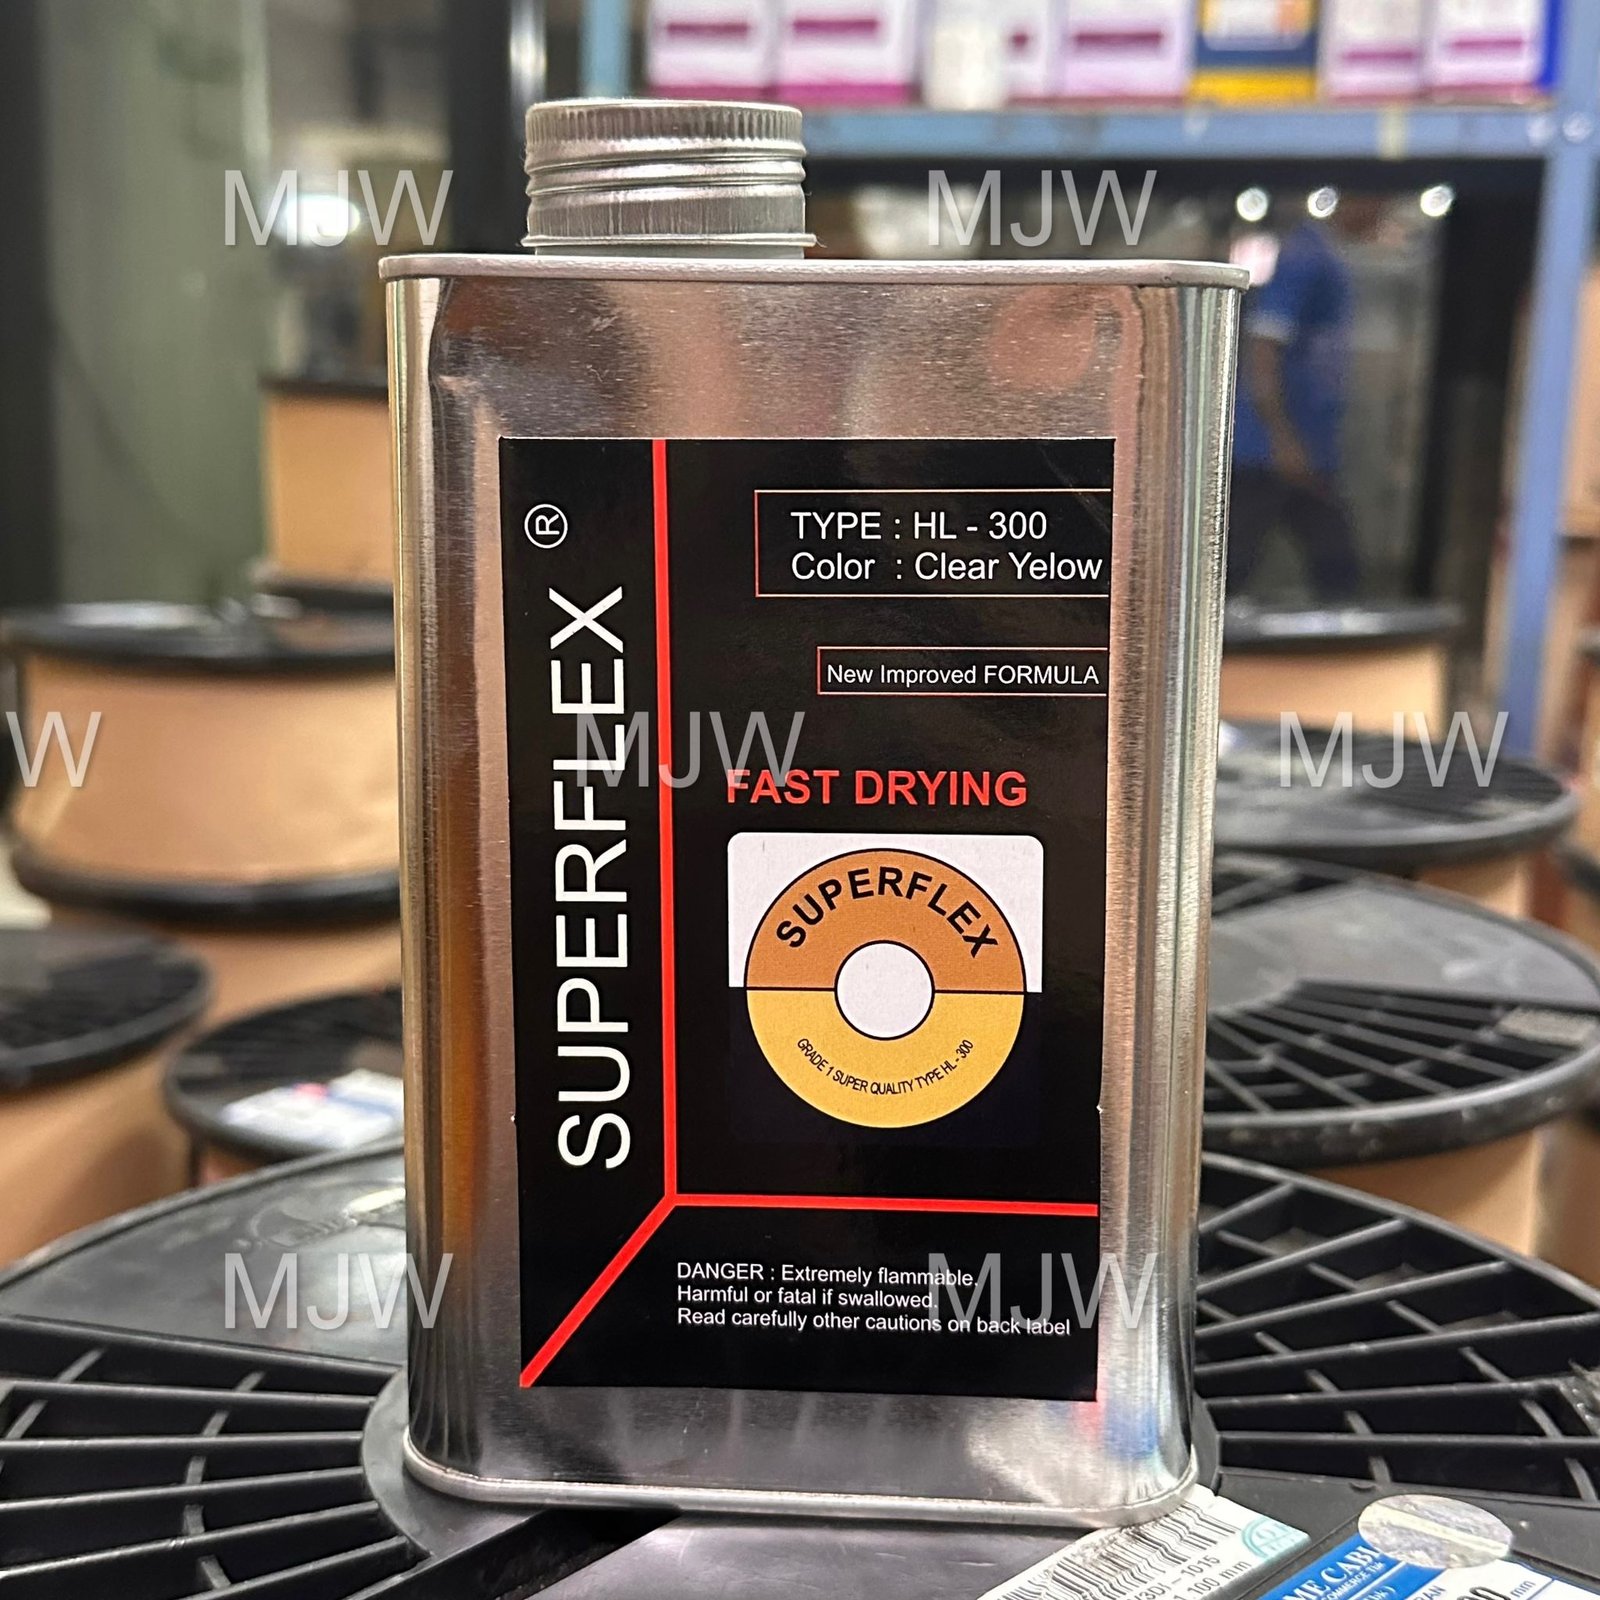 MJW MJW
SUPERFLEX ®
TYPE : HL - 300
Color : Clear Yelow
New Improved FORMULA
W MJW MJW
FAST DRYING
SUPERFLEX
GRADE 1 SUPER QUALITY TYPE HL - 300
DANGER : Extremely flammable.
Harmful or fatal if swallowed.
Read carefully other cautions on back label
MJW MJW